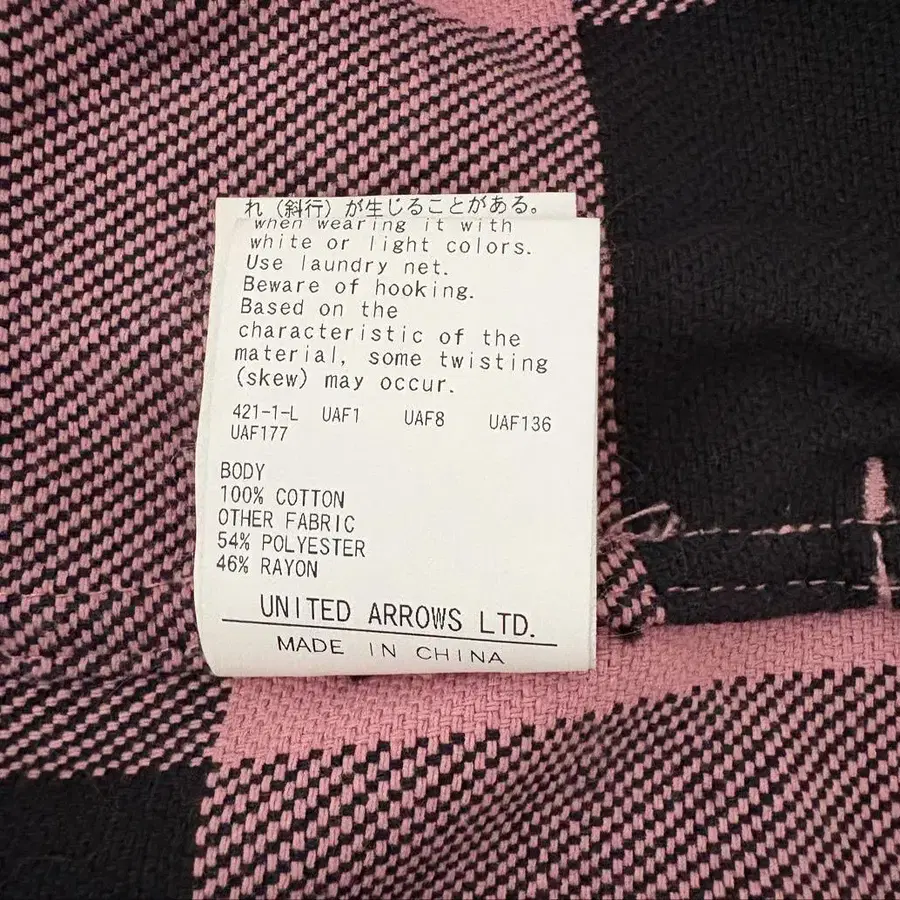 れ（斜行）が生じることがある。
when wearing it with
white or light colors.
Use laundry net.
Beware of hooking.
Based on the
characteristic of the
material, some twisting
(skew) may occur.
421-1-L UAF1 UAF8 UAF136
UAF177
BODY
100% COTTON
OTHER FABRIC
54% POLYESTER
46% RAYON
UNITED ARROWS LTD.
MADE IN CHINA